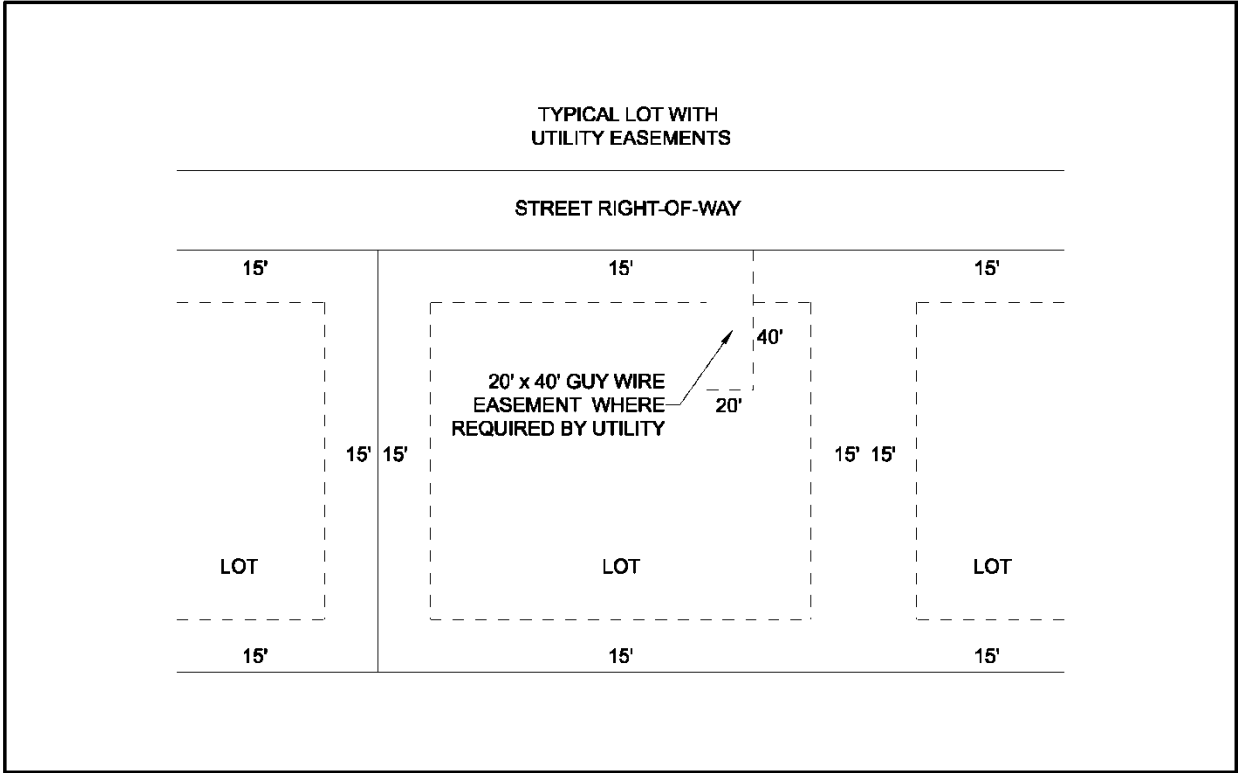 TYPICAL LOT WITH
UTILITY EASEMENTS
STREET RIGHT-OF-WAY
15'
15'
15'
40'
20' x 40' GUY WIRE
EASEMENT WHERE
REQUIRED BY UTILITY
20'
15' 15'
15' 15'
LOT
LOT
LOT
15'
15'
15'